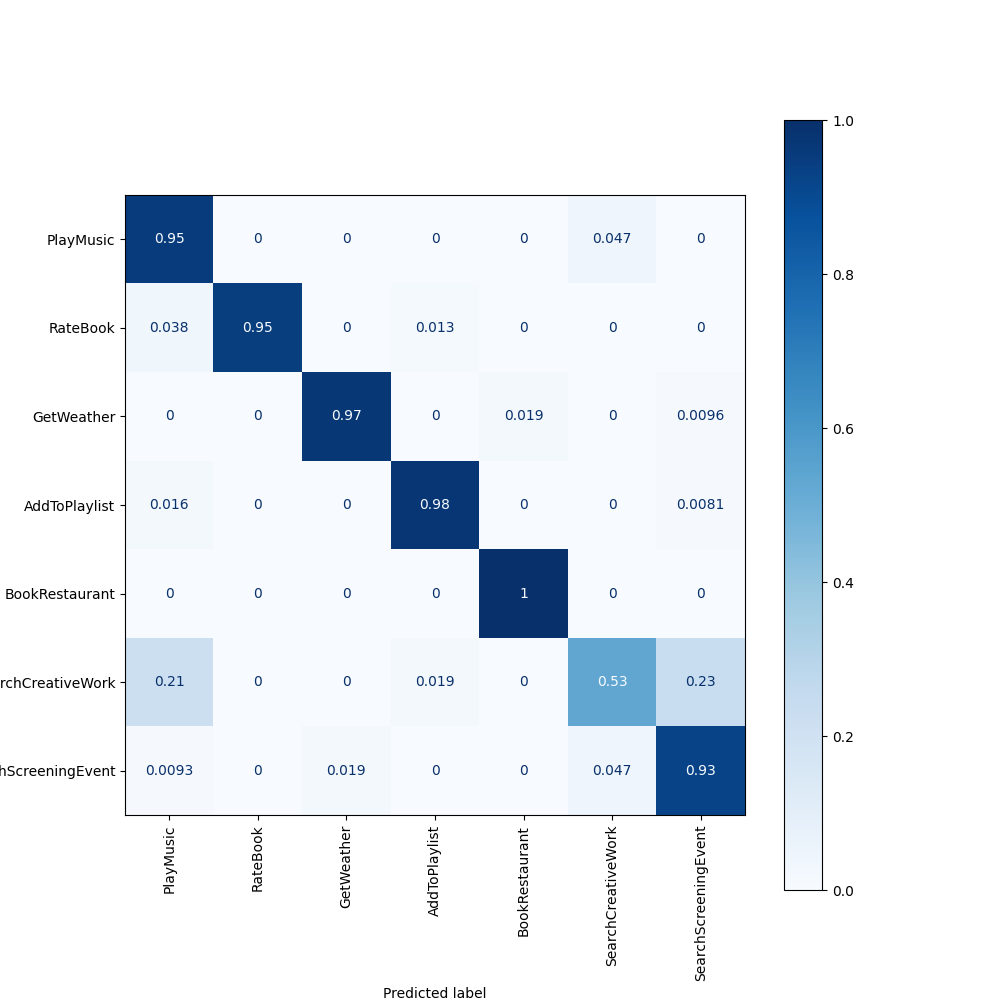 1.0
PlayMusic 0.95 0 0 0 0 0.047 0
0.8
RateBook 0.038 0.95 0 0.013 0 0 0
GetWeather 0 0 0.97 0 0.019 0 0.0096
0.6
AddToPlaylist 0.016 0 0 0.98 0 0 0.0081
BookRestaurant 0 0 0 0 1 0 0
0.4
rchCreativeWork 0.21 0 0 0.019 0 0.53 0.23
0.2
hScreeningEvent 0.0093 0 0.019 0 0 0.047 0.93
0.0
PlayMusic
RateBook
GetWeather
AddToPlaylist
BookRestaurant
SearchCreativeWork
SearchScreeningEvent
Predicted label